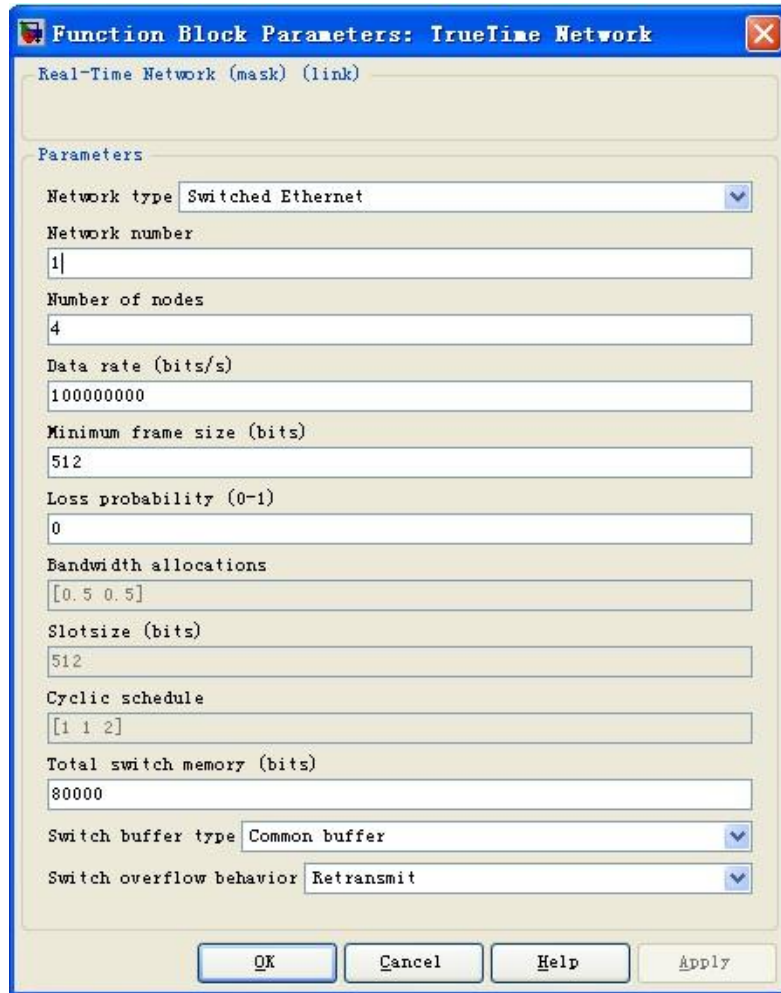 Function Block Parameters: TrueTime Network
Real-Time Network (mask) (link)
Parameters
Network type Switched Ethernet
Network number
1
Number of nodes
4
Data rate (bits/s)
100000000
Minimum frame size (bits)
512
Loss probability (0-1)
0
Bandwidth allocations
[0.5 0.5]
Slotsize (bits)
512
Cyclic schedule
[1 1 2]
Total switch memory (bits)
80000
Switch buffer type Common buffer
Switch overflow behavior Retransmit
OK Cancel Help Apply